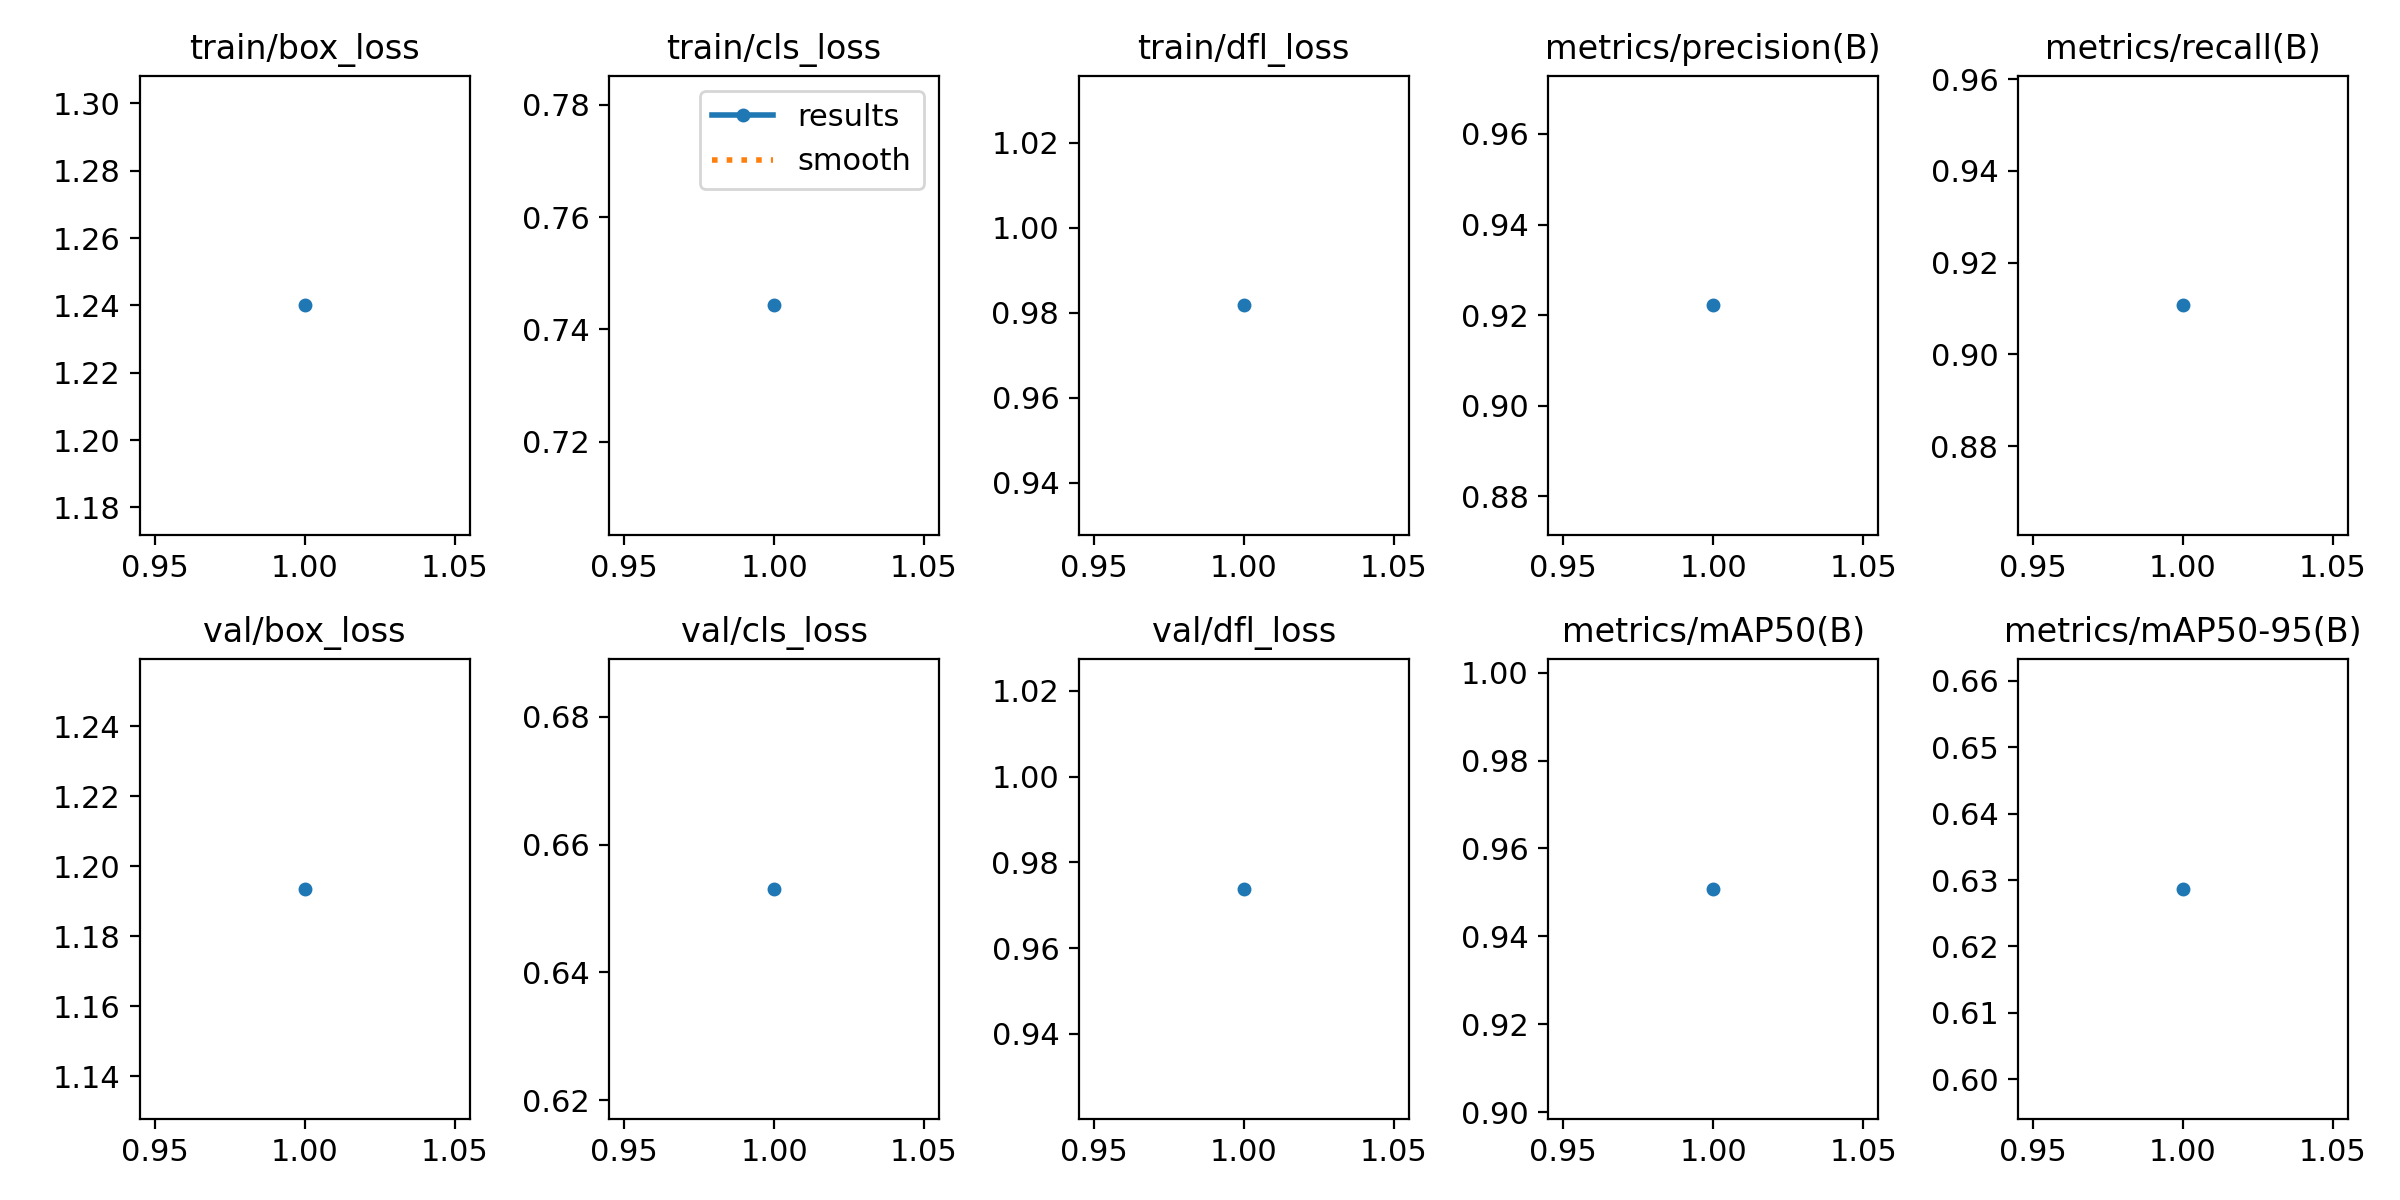 train/box_loss
1.30
1.28
1.26
1.24
1.22
1.20
1.18
0.95 1.00 1.05
train/cls_loss
results
smooth
0.78
0.76
0.74
0.72
0.95 1.00 1.05
train/dfl_loss
1.02
1.00
0.98
0.96
0.94
0.95 1.00 1.05
metrics/precision(B)
0.96
0.94
0.92
0.90
0.88
0.95 1.00 1.05
metrics/recall(B)
0.96
0.94
0.92
0.90
0.88
0.95 1.00 1.05
val/box_loss
1.24
1.22
1.20
1.18
1.16
1.14
0.95 1.00 1.05
val/cls_loss
0.68
0.66
0.64
0.62
0.95 1.00 1.05
val/dfl_loss
1.02
1.00
0.98
0.96
0.94
0.95 1.00 1.05
metrics/mAP50(B)
1.00
0.98
0.96
0.94
0.92
0.90
0.95 1.00 1.05
metrics/mAP50-95(B)
0.66
0.65
0.64
0.63
0.62
0.61
0.60
0.95 1.00 1.05